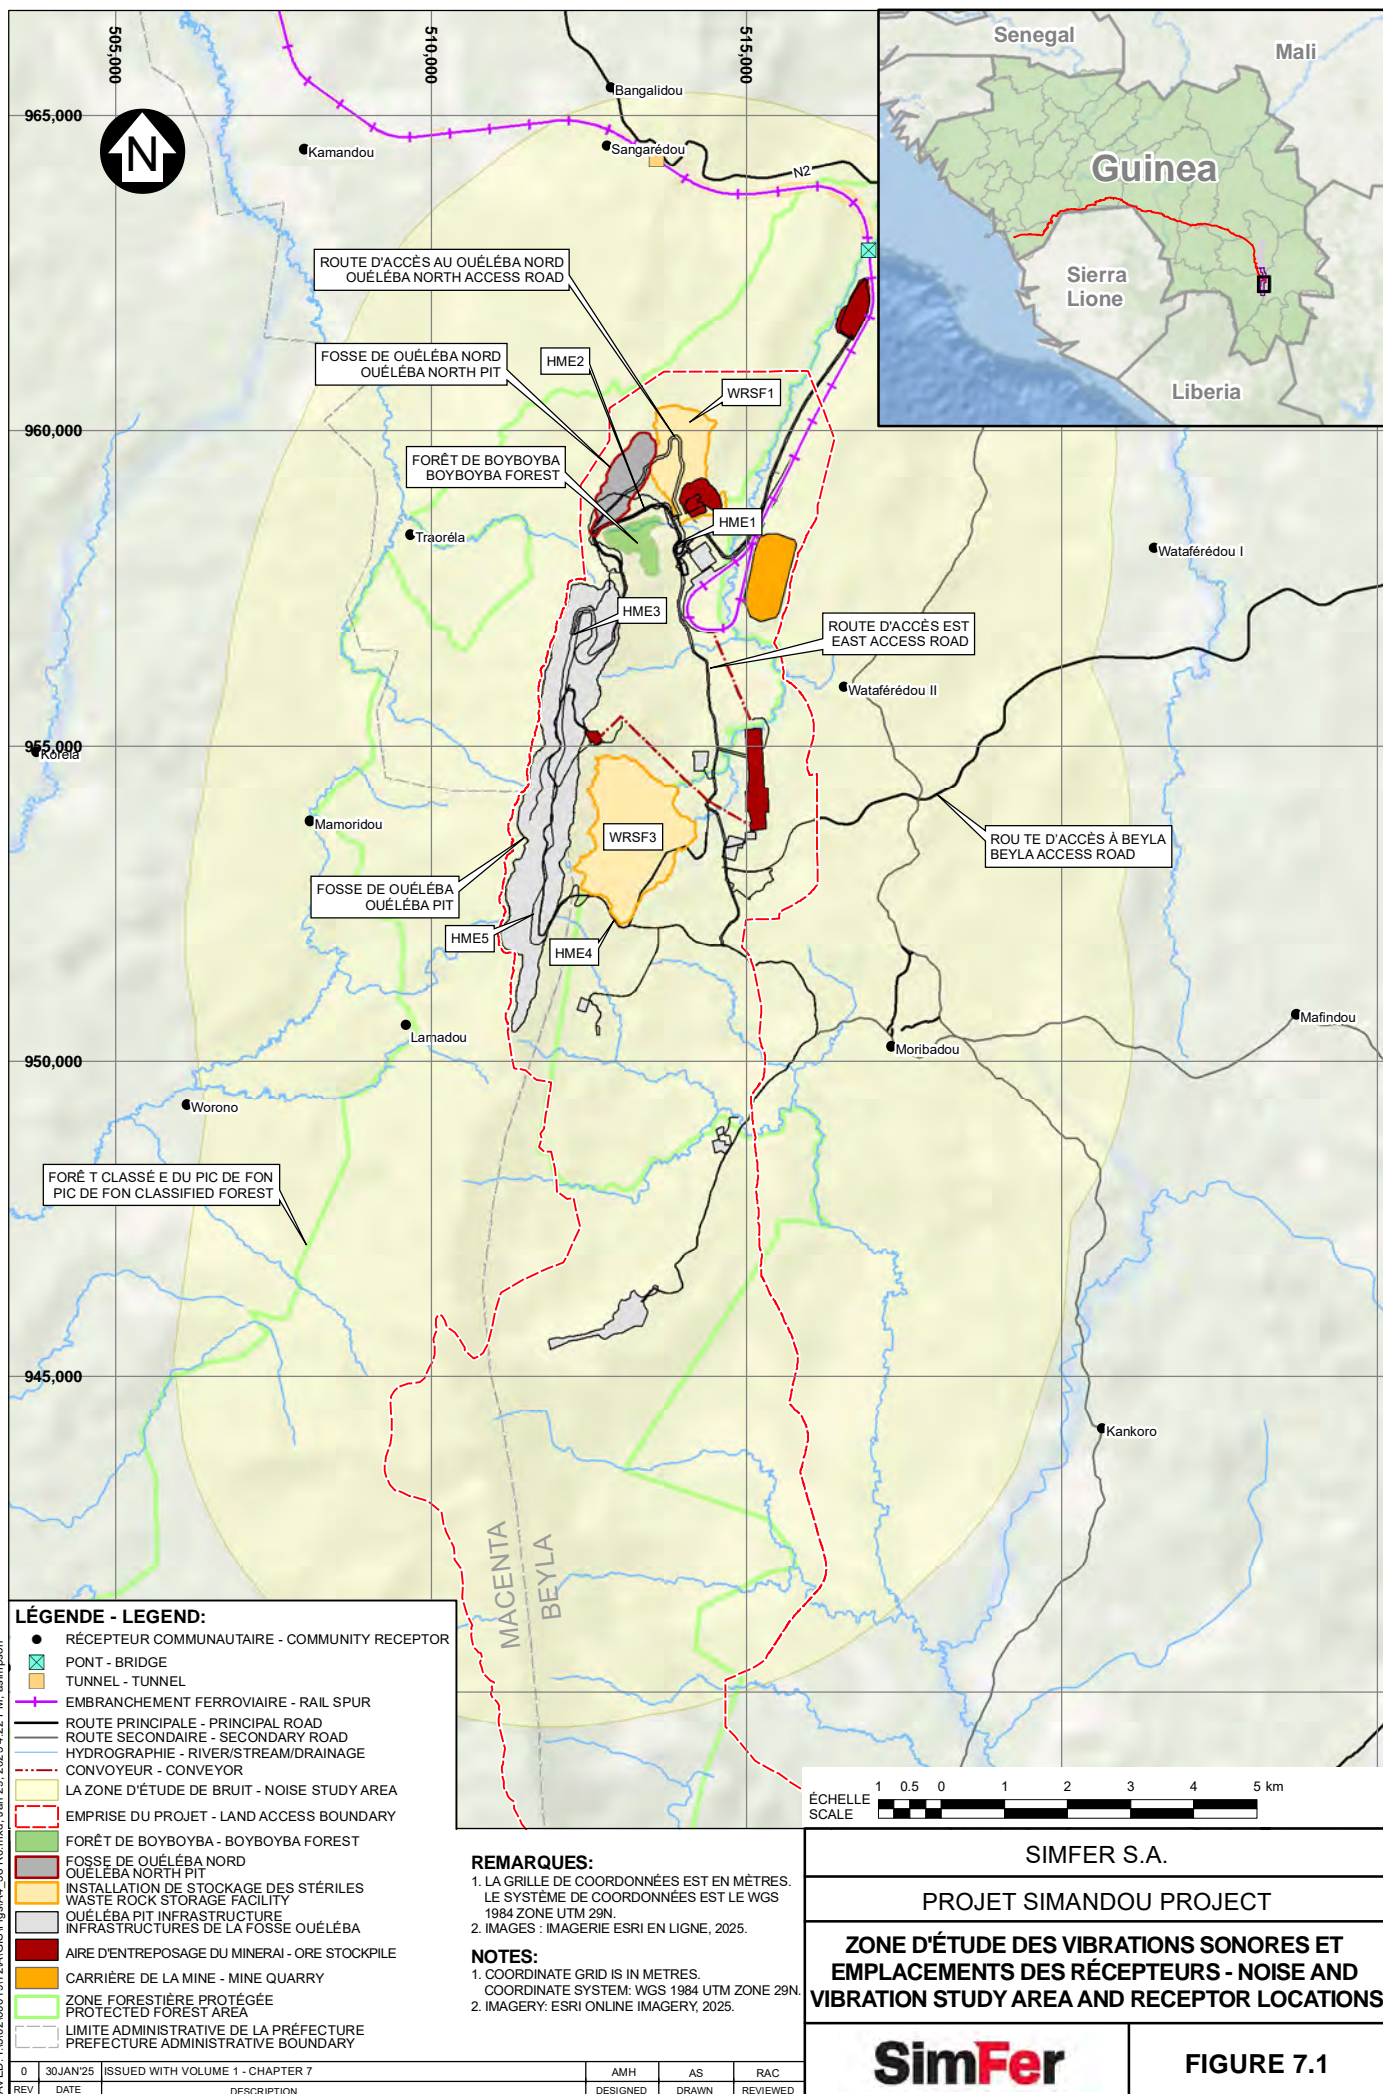 505,000
510,000
515,000
965,000
960,000
955,000
950,000
945,000
N
Bangalidou
Kamandou
Sangarédou
N2
Senegal
Mali
Guinea
Sierra
Lione
Liberia
ROUTE D'ACCÈS AU OUÉLÉBA NORD
OUÉLÉBA NORTH ACCESS ROAD
FOSSE DE OUÉLÉBA NORD
OUÉLÉBA NORTH PIT
HME2
WRSF1
FORÊT DE BOYBOYBA
BOYBOYBA FOREST
HME1
Traoréla
Wataférédou I
HME3
ROUTE D'ACCÈS EST
EAST ACCESS ROAD
Wataférédou II
Koréla
Mamoridou
WRSF3
ROU TE D'ACCÈS À BEYLA
BEYLA ACCESS ROAD
FOSSE DE OUÉLÉBA
OUÉLÉBA PIT
HME5
HME4
Lamadou
Moribadou
Mafindou
Worono
FORÊ T CLASSÉ E DU PIC DE FON
PIC DE FON CLASSIFIED FOREST
Kankoro
MACENTA
BEYLA
LÉGENDE - LEGEND:
RÉCEPTEUR COMMUNAUTAIRE - COMMUNITY RECEPTOR
PONT - BRIDGE
TUNNEL - TUNNEL
EMBRANCHEMENT FERROVIAIRE - RAIL SPUR
ROUTE PRINCIPALE - PRINCIPAL ROAD
ROUTE SECONDAIRE - SECONDARY ROAD
HYDROGRAPHIE - RIVER/STREAM/DRAINAGE
CONVOYEUR - CONVEYOR
LA ZONE D'ÉTUDE DE BRUIT - NOISE STUDY AREA
EMPRISE DU PROJET - LAND ACCESS BOUNDARY
FORÊT DE BOYBOYBA - BOYBOYBA FOREST
FOSSE DE OUÉLÉBA NORD
OUÉLÉBA NORTH PIT
INSTALLATION DE STOCKAGE DES STÉRILES
WASTE ROCK STORAGE FACILITY
OUÉLÉBA PIT INFRASTRUCTURE
INFRASTRUCTURES DE LA FOSSE OUÉLÉBA
AIRE D'ENTREPOSAGE DU MINERAI - ORE STOCKPILE
CARRIÈRE DE LA MINE - MINE QUARRY
ZONE FORESTIÈRE PROTÉGÉE
PROTECTED FOREST AREA
LIMITE ADMINISTRATIVE DE LA PRÉFECTURE
PREFECTURE ADMINISTRATIVE BOUNDARY
REMARQUES:
1. LA GRILLE DE COORDONNÉES EST EN MÈTRES.
LE SYSTÈME DE COORDONNÉES EST LE WGS
1984 ZONE UTM 29N.
2. IMAGES : IMAGERIE ESRI EN LIGNE, 2025.
NOTES:
1. COORDINATE GRID IS IN METRES.
COORDINATE SYSTEM: WGS 1984 UTM ZONE 29N.
2. IMAGERY: ESRI ONLINE IMAGERY, 2025.
ÉCHELLE
SCALE
1 0.5 0 1 2 3 4 5 km
SIMFER S.A.
PROJET SIMANDOU PROJECT
ZONE D'ÉTUDE DES VIBRATIONS SONORES ET
EMPLACEMENTS DES RÉCEPTEURS - NOISE AND
VIBRATION STUDY AREA AND RECEPTOR LOCATIONS
SimFer
FIGURE 7.1
0 30JAN'25 ISSUED WITH VOLUME 1 - CHAPTER 7 AMH AS RAC
REV DATE DESCRIPTION DESIGNED DRAWN REVIEWED